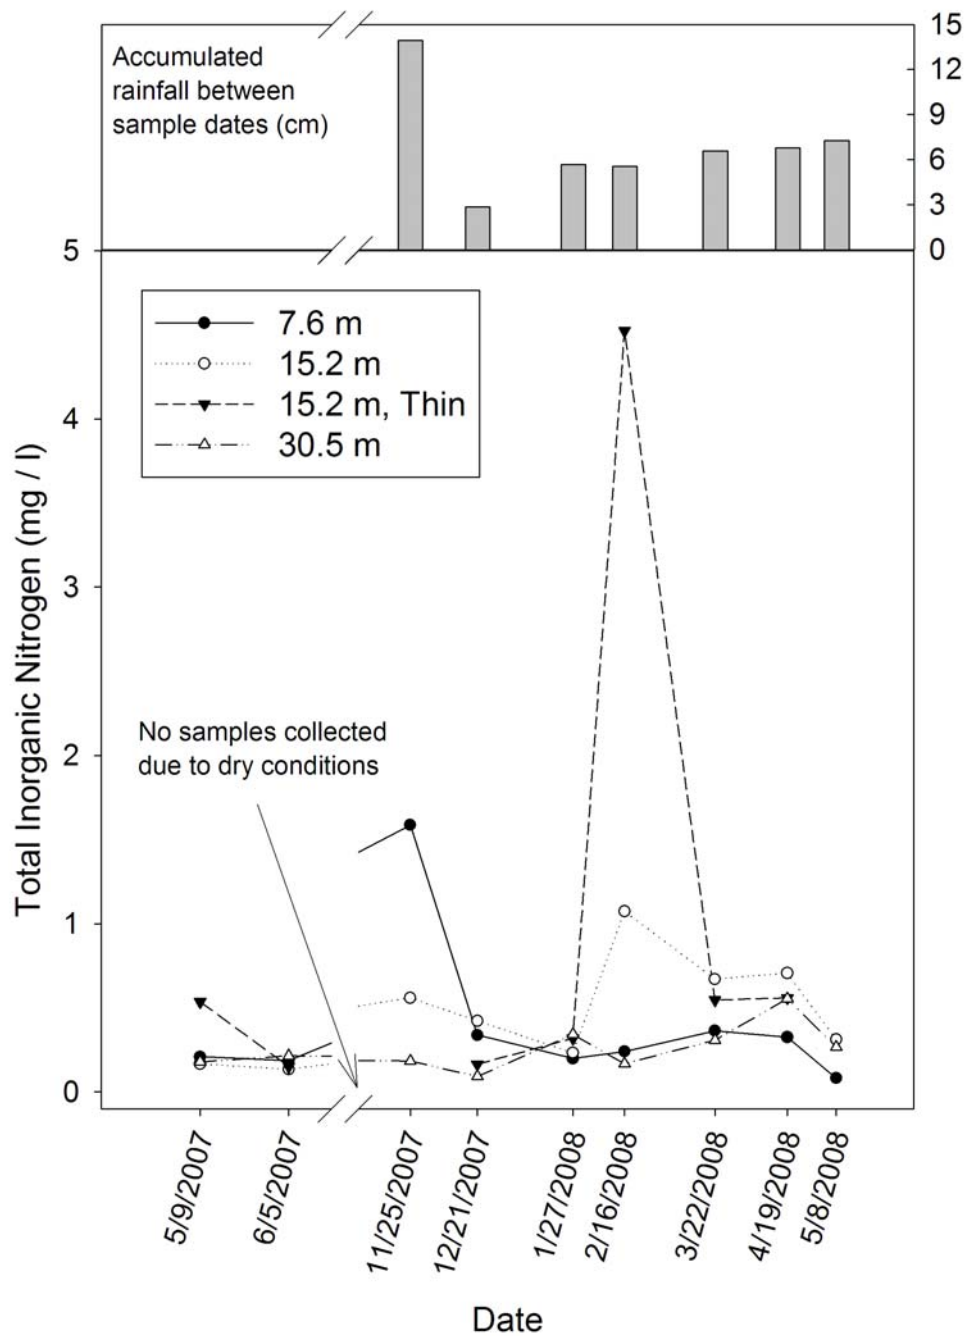 Accumulated
rainfall between
sample dates (cm)
15
12
9
6
3
0
5
4
3
2
1
0
Total Inorganic Nitrogen (mg / l)
7.6 m
15.2 m
15.2 m, Thin
30.5 m
No samples collected
due to dry conditions
5/9/2007
6/5/2007
11/25/2007
12/21/2007
1/27/2008
2/16/2008
3/22/2008
4/19/2008
5/8/2008
Date